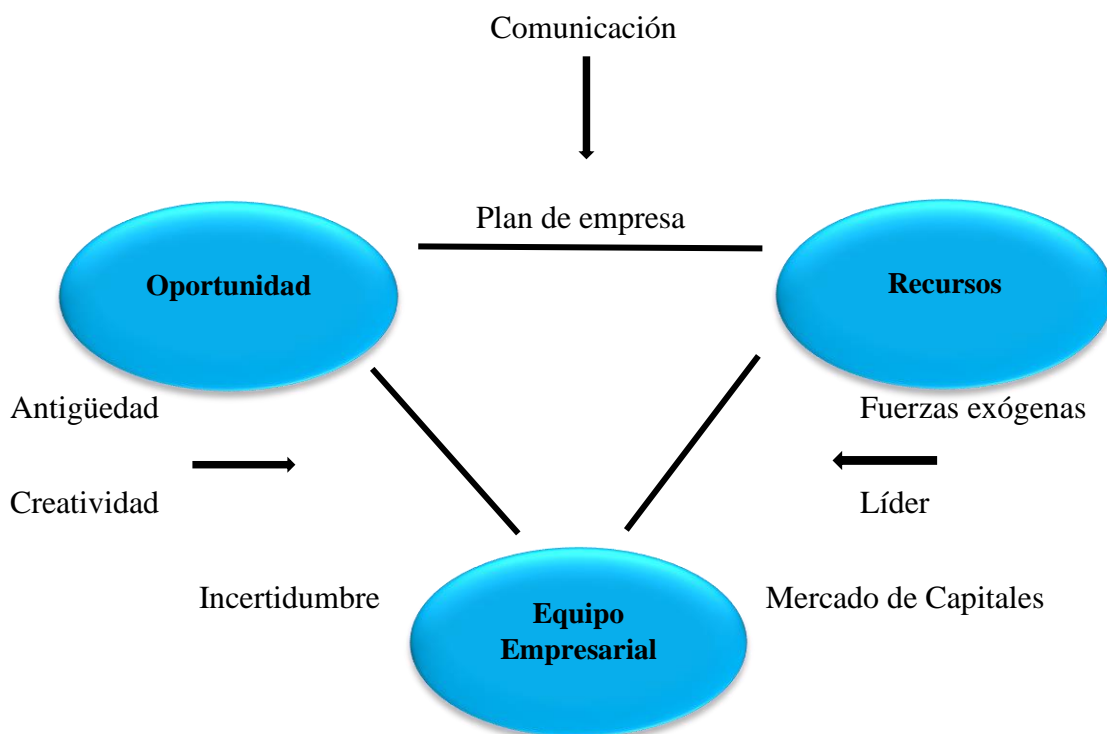 Comunicación
Plan de empresa
Oportunidad
Recursos
Antigüedad
Fuerzas exógenas
Creatividad
Líder
Incertidumbre
Mercado de Capitales
Equipo
Empresarial